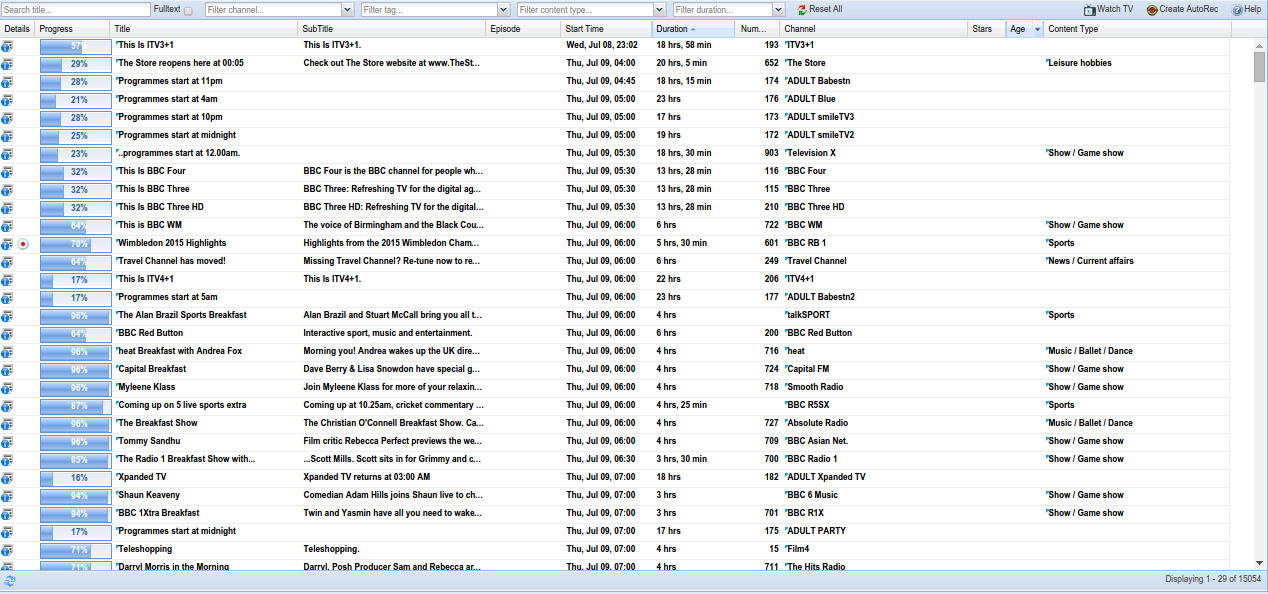 Search title... Fulltext Filter channel... Filter tag... Filter content type... Filter duration... Reset All Watch TV Create AutoRec Help
Details Progress Title SubTitle Episode Start Time Duration Num... Channel Stars Age Content Type
57% This Is ITV3+1 This Is ITV3+1. Wed, Jul 08, 23:02 18 hrs, 58 min 193 ITV3+1
29% The Store reopens here at 00:05 Check out The Store website at www.TheSt... Thu, Jul 09, 04:00 20 hrs, 5 min 652 The Store Leisure hobbies
28% Programmes start at 11pm Thu, Jul 09, 04:45 18 hrs, 15 min 174 ADULT Babestn
21% Programmes start at 4am Thu, Jul 09, 05:00 23 hrs 176 ADULT Blue
28% Programmes start at 10pm Thu, Jul 09, 05:00 17 hrs 173 ADULT smileTV3
25% Programmes start at midnight Thu, Jul 09, 05:00 19 hrs 172 ADULT smileTV2
23% ..programmes start at 12.00am. Thu, Jul 09, 05:30 18 hrs, 30 min 903 Television X Show / Game show
32% This Is BBC Four BBC Four is the BBC channel for people wh... Thu, Jul 09, 05:30 13 hrs, 28 min 116 BBC Four
32% This Is BBC Three BBC Three: Refreshing TV for the digital ag... Thu, Jul 09, 05:30 13 hrs, 28 min 115 BBC Three
32% This Is BBC Three HD BBC Three HD: Refreshing TV for the digital... Thu, Jul 09, 05:30 13 hrs, 28 min 210 BBC Three HD
64% This is BBC WM The voice of Birmingham and the Black Cou... Thu, Jul 09, 06:00 6 hrs 722 BBC WM Show / Game show
70% Wimbledon 2015 Highlights Highlights from the 2015 Wimbledon Cham... Thu, Jul 09, 06:00 5 hrs, 30 min 601 BBC RB 1 Sports
64% Travel Channel has moved! Missing Travel Channel? Re-tune now to re... Thu, Jul 09, 06:00 6 hrs 249 Travel Channel News / Current affairs
17% This Is ITV4+1 This Is ITV4+1. Thu, Jul 09, 06:00 22 hrs 206 ITV4+1
17% Programmes start at 5am Thu, Jul 09, 06:00 23 hrs 177 ADULT Babestn2
96% The Alan Brazil Sports Breakfast Alan Brazil and Stuart McCall bring you all t... Thu, Jul 09, 06:00 4 hrs talkSPORT Sports
64% BBC Red Button Interactive sport, music and entertainment. Thu, Jul 09, 06:00 6 hrs 200 BBC Red Button
96% heat Breakfast with Andrea Fox Morning you! Andrea wakes up the UK dire... Thu, Jul 09, 06:00 4 hrs 716 heat Music / Ballet / Dance
96% Capital Breakfast Dave Berry & Lisa Snowdon have special g... Thu, Jul 09, 06:00 4 hrs 724 Capital FM Show / Game show
96% Myleene Klass Join Myleene Klass for more of your relaxin... Thu, Jul 09, 06:00 4 hrs 718 Smooth Radio Show / Game show
87% Coming up on 5 live sports extra Coming up at 10.25am, cricket commentary ... Thu, Jul 09, 06:00 4 hrs, 25 min BBC R5SX Sports
96% The Breakfast Show The Christian O'Connell Breakfast Show. Ca... Thu, Jul 09, 06:00 4 hrs 727 Absolute Radio Music / Ballet / Dance
96% Tommy Sandhu Film critic Rebecca Perfect previews the we... Thu, Jul 09, 06:00 4 hrs 709 BBC Asian Net. Show / Game show
95% The Radio 1 Breakfast Show with... ...Scott Mills. Scott sits in for Grimmy and c... Thu, Jul 09, 06:30 3 hrs, 30 min 700 BBC Radio 1 Show / Game show
16% Xpanded TV Xpanded TV returns at 03:00 AM Thu, Jul 09, 07:00 18 hrs 182 ADULT Xpanded TV
94% Shaun Keaveny Comedian Adam Hills joins Shaun live to ch... Thu, Jul 09, 07:00 3 hrs BBC 6 Music Show / Game show
94% BBC 1Xtra Breakfast Twin and Yasmin have all you need to wake... Thu, Jul 09, 07:00 3 hrs 701 BBC R1X Show / Game show
17% Programmes start at midnight Thu, Jul 09, 07:00 17 hrs 175 ADULT PARTY
71% Teleshopping Teleshopping. Thu, Jul 09, 07:00 4 hrs 15 Film4
71% Darryl Morris in the Morning Darryl, Posh Producer Sam and Rebecca ar... Thu, Jul 09, 07:00 4 hrs 711 The Hits Radio
Displaying 1 - 29 of 15054